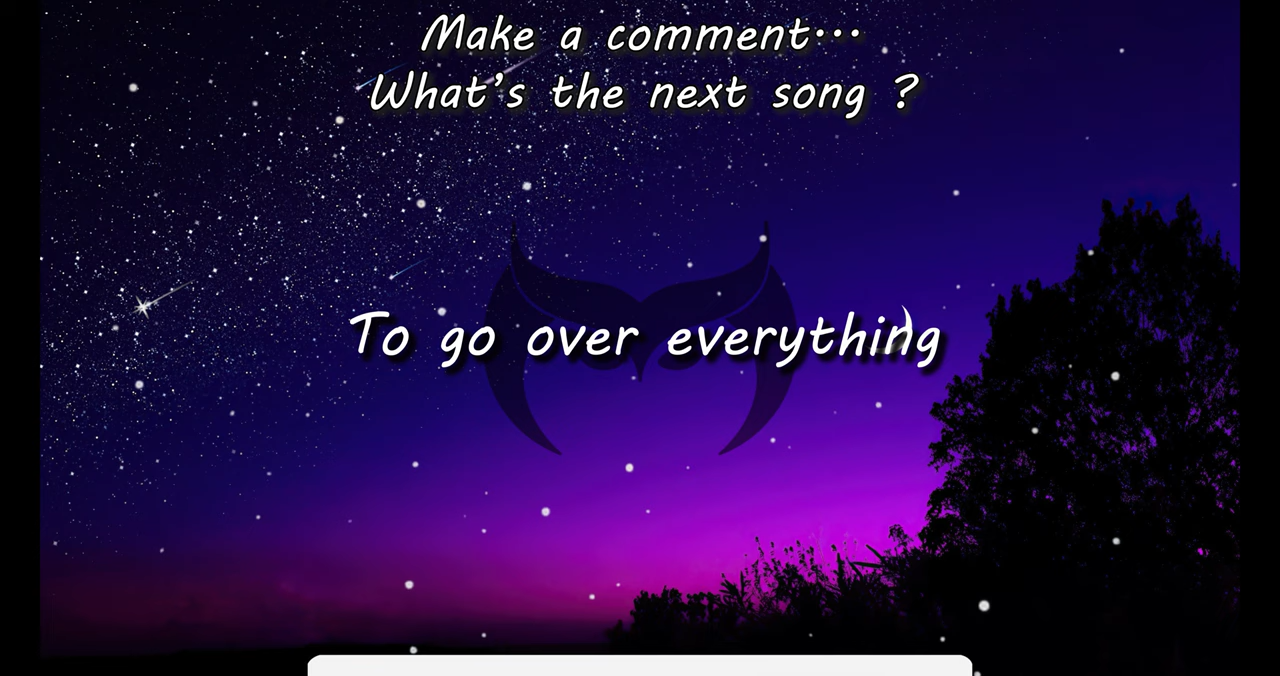 Make a comment...
What's the next song ?
To go over everything